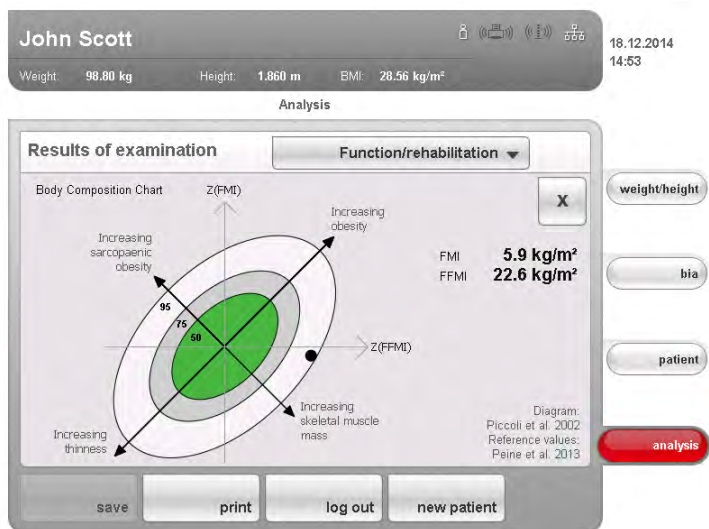 John Scott
Weight: 98.80 kg Height: 1.860 m BMI: 28.56 kg/m²
18.12.2014
14:53
Analysis
Results of examination
Function/rehabilitation
Body Composition Chart
Z(FMI)
X
Increasing
obesity
Increasing
sarcopaenic
obesity
FMI 5.9 kg/m²
FFMI 22.6 kg/m²
95
75
50
Z(FFMI)
Increasing
skeletal muscle
mass
Increasing
thinness
Diagram:
Piccoli et al. 2002
Reference values:
Peine et al. 2013
weight/height
bia
patient
analysis
save
print
log out
new patient